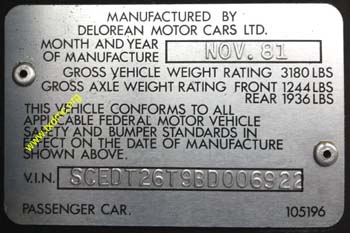 MANUFACTURED BY
DELOREAN MOTOR CARS LTD.
MONTH AND YEAR
OF MANUFACTURE NOV. 81
GROSS VEHICLE WEIGHT RATING 3180 LBS
GROSS AXLE WEIGHT RATING FRONT 1244 LBS
REAR 1936 LBS
THIS VEHICLE CONFORMS TO ALL
APPLICABLE FEDERAL MOTOR VEHICLE
SAFETY AND BUMPER STANDARDS IN
EFFECT ON THE DATE OF MANUFACTURE
SHOWN ABOVE.
V.I.N. SCEDT26T9BD006922
PASSENGER CAR. 105196